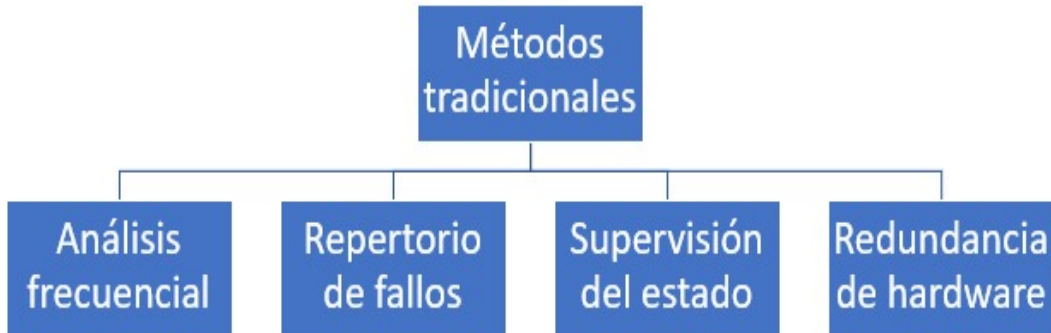 Métodos
tradicionales
Análisis
frecuencial
Repertorio
de fallos
Supervisión
del estado
Redundancia
de hardware